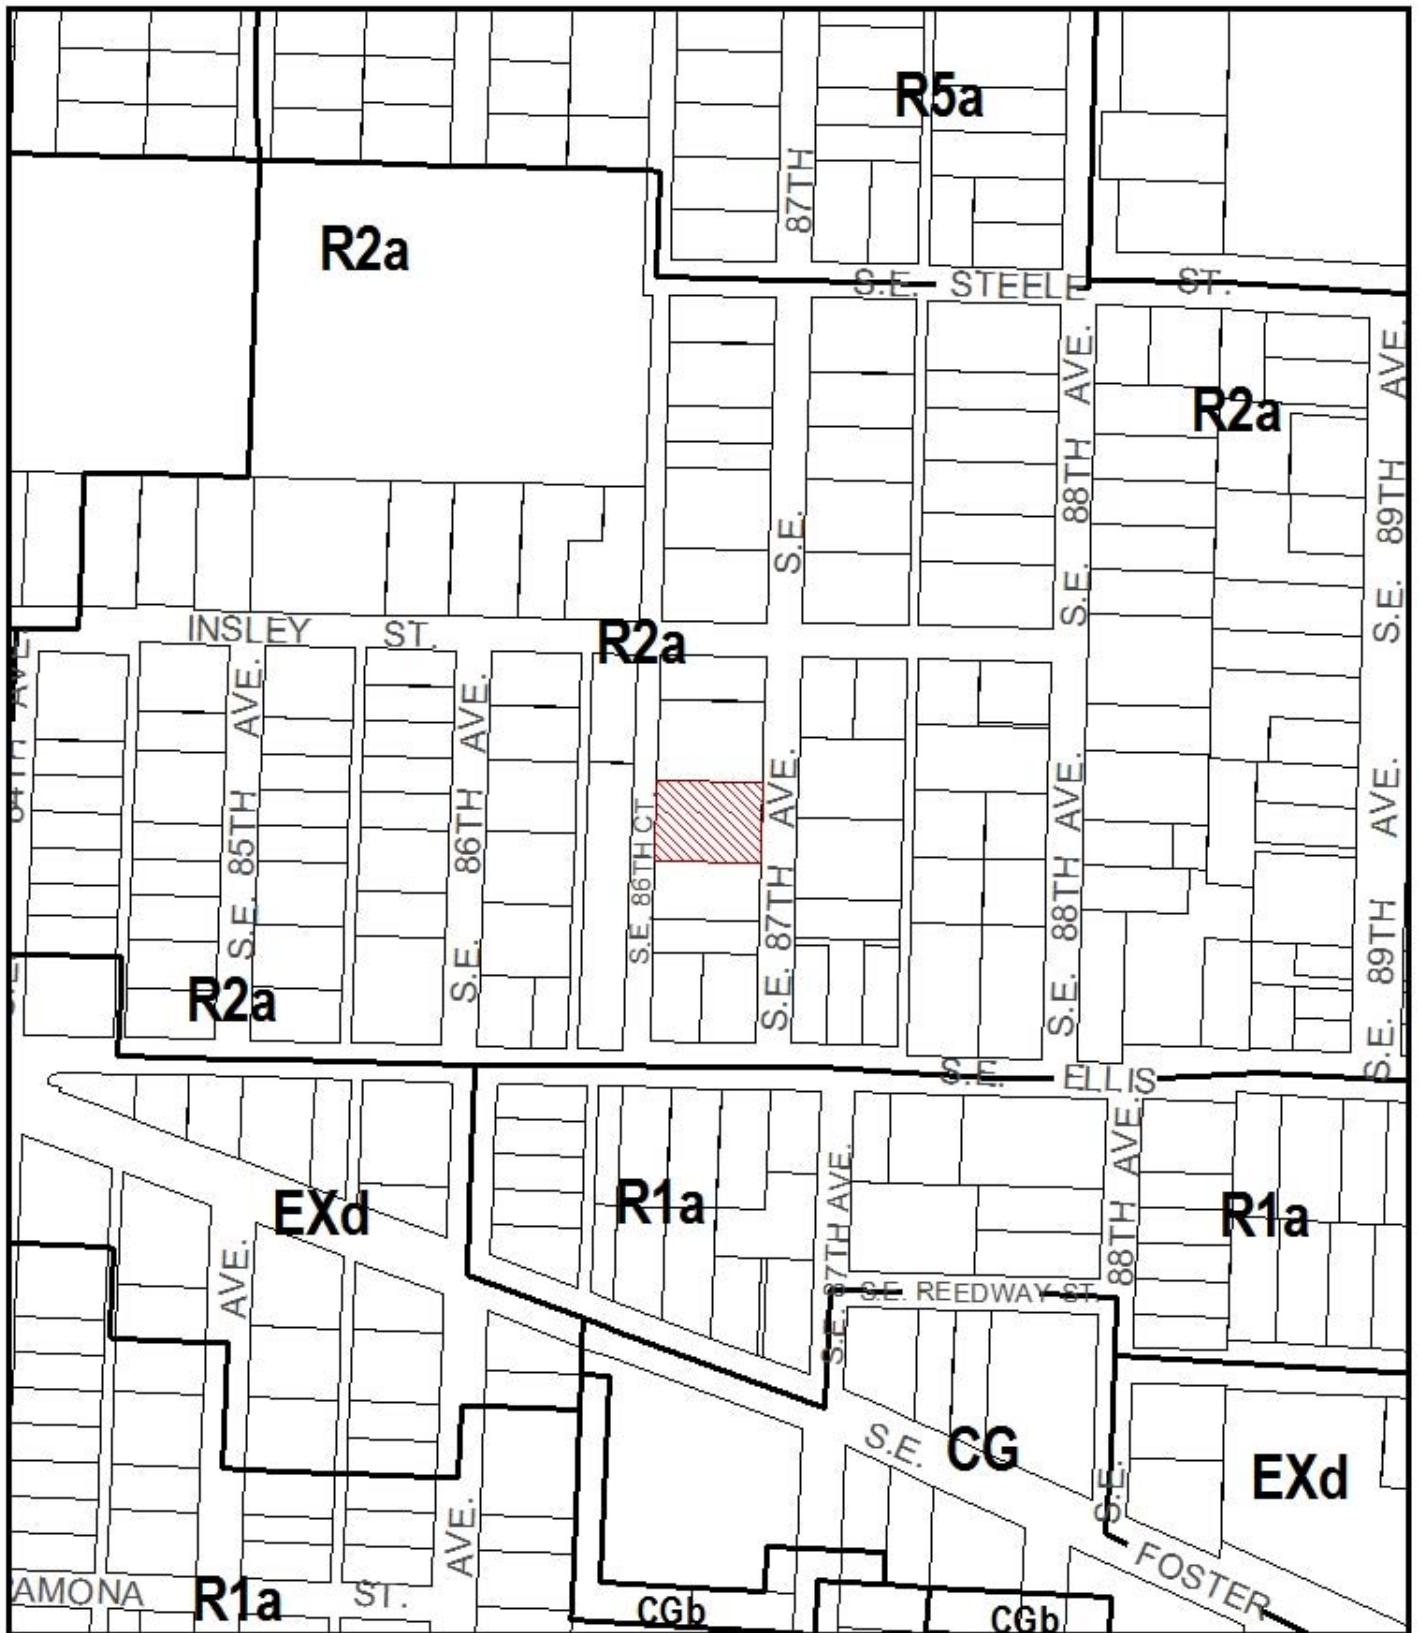 R5a
87TH
R2a
S.E. STEELE ST.
AVE.
AVE.
R2a
88TH
89TH
S.E.
S.E.
S.E.
INSLEY ST.
R2a
AVE.
AVE.
AVE.
AVE.
AVE.
AVE.
85TH
86TH
S.E. 86TH CT
87TH
88TH
89TH
S.E.
S.E.
S.E.
S.E.
S.E.
R2a
S.E. ELLIS
EXd
R1a
R1a
AVE.
S.E. 87TH AVE.
88TH AVE.
S.E. REEDWAY ST.
S.E.
CG
EXd
S.E.
FOSTER
AVE.
AMONA ST.
R1a
CGb
CGb